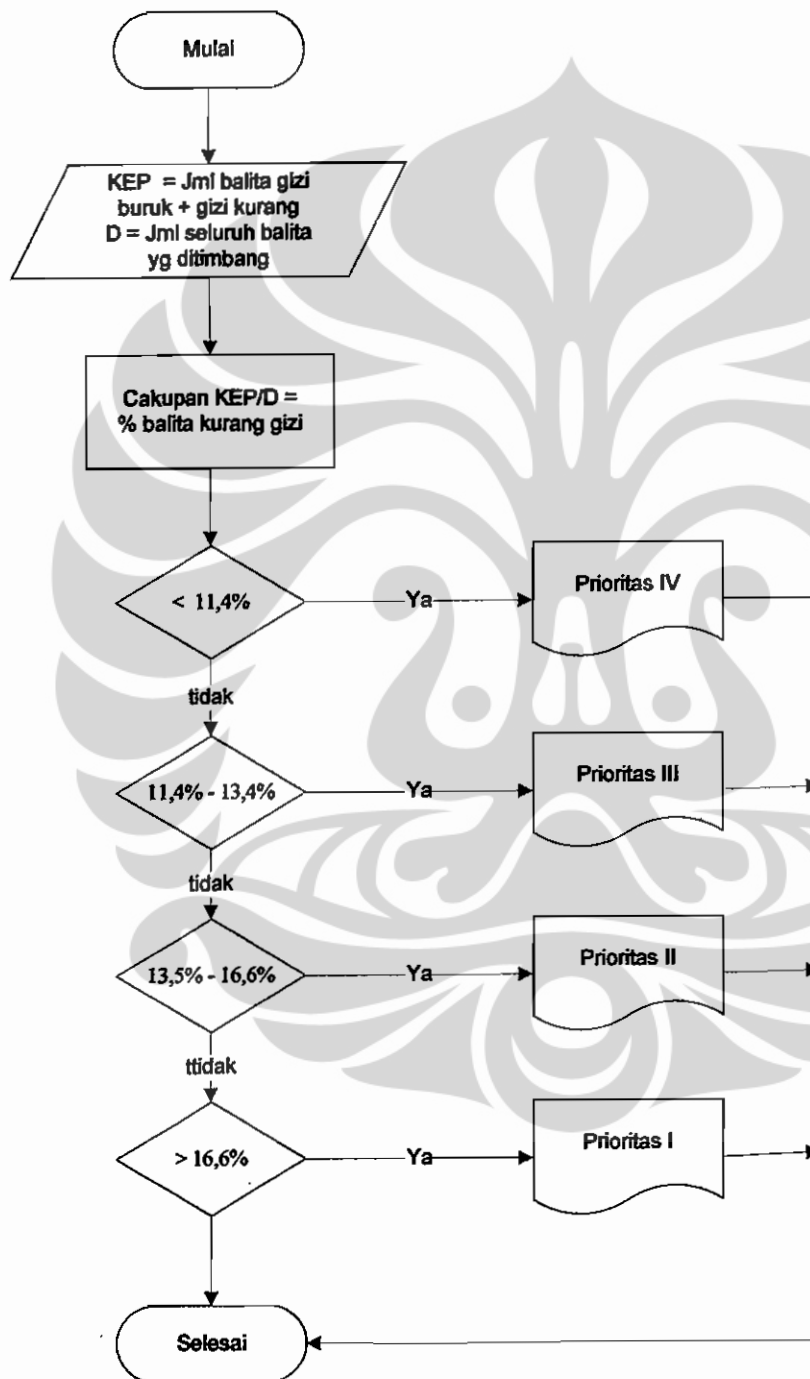 Mulai
KEP = Jml balita gizi
buruk + gizi kurang
D = Jml seluruh balita
yg ditimbang
Cakupan KEP/D =
% balita kurang gizi
< 11,4%
Ya
Prioritas IV
tidak
11,4% - 13,4%
Ya
Prioritas III
tidak
13,5% - 16,6%
Ya
Prioritas II
ttidak
> 16,6%
Ya
Prioritas I
Selesai